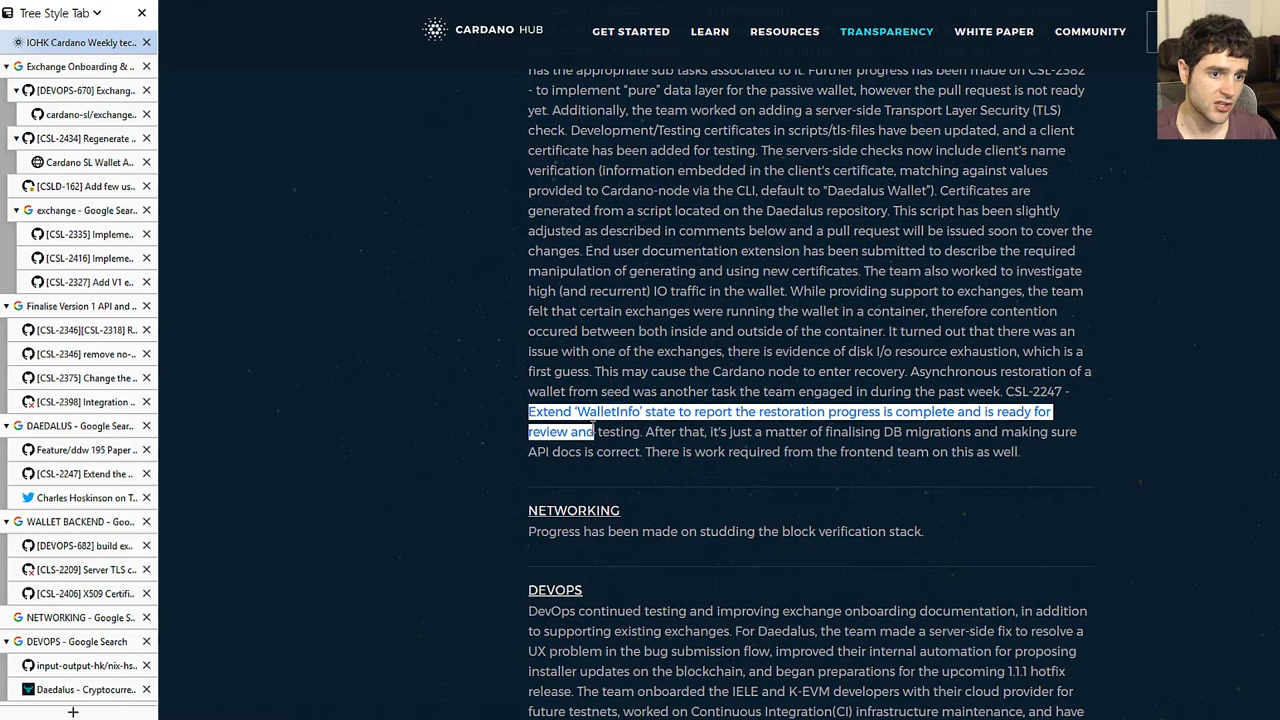 Tree Style Tab
IOHK Cardano Weekly tec...
Exchange Onboarding & ...
[DEVOPS-670] Exchang...
cardano-sl/exchange...
[CSL-2434] Regenerate ...
Cardano SL Wallet A...
[CSLD-162] Add few us...
exchange - Google Sear...
[CSL-2335] Impleme...
[CSL-2416] Impleme...
[CSL-2327] Add V1 e...
Finalise Version 1 API and ...
[CSL-2346][CSL-2318] R...
[CSL-2346] remove no-...
[CSL-2375] Change the ...
[CSL-2398] Integration ...
DAEDALUS - Google Sear...
Feature/ddw 195 Paper ...
[CSL-2247] Extend the ...
Charles Hoskinson on T...
WALLET BACKEND - Goo...
[DEVOPS-682] build ex...
[CLS-2209] Server TLS c...
[CSL-2406] X509 Certifi...
NETWORKING - Google S...
DEVOPS - Google Search
input-output-hk/nix-hs...
Daedalus - Cryptocurre...
CARDANO HUB
GET STARTED LEARN RESOURCES TRANSPARENCY WHITE PAPER COMMUNITY
has the appropriate sub tasks associated to it. Further progress has been made on CSL-2382
- to implement “pure” data layer for the passive wallet, however the pull request is not ready
yet. Additionally, the team worked on adding a server-side Transport Layer Security (TLS)
check. Development/Testing certificates in scripts/tls-files have been updated, and a client
certificate has been added for testing. The servers-side checks now include client's name
verification (information embedded in the client's certificate, matching against values
provided to Cardano-node via the CLI, default to "Daedalus Wallet"). Certificates are
generated from a script located on the Daedalus repository. This script has been slightly
adjusted as described in comments below and a pull request will be issued soon to cover the
changes. End user documentation extension has been submitted to describe the required
manipulation of generating and using new certificates. The team also worked to investigate
high (and recurrent) IO traffic in the wallet. While providing support to exchanges, the team
felt that certain exchanges were running the wallet in a container, therefore contention
occured between both inside and outside of the container. It turned out that there was an
issue with one of the exchanges, there is evidence of disk I/o resource exhaustion, which is a
first guess. This may cause the Cardano node to enter recovery. Asynchronous restoration of a
wallet from seed was another task the team engaged in during the past week. CSL-2247 -
Extend ‘WalletInfo’ state to report the restoration progress is complete and is ready for
review and testing. After that, it's just a matter of finalising DB migrations and making sure
API docs is correct. There is work required from the frontend team on this as well.
NETWORKING
Progress has been made on studding the block verification stack.
DEVOPS
DevOps continued testing and improving exchange onboarding documentation, in addition
to supporting existing exchanges. For Daedalus, the team made a server-side fix to resolve a
UX problem in the bug submission flow, improved their internal automation for proposing
installer updates on the blockchain, and began preparations for the upcoming 1.1.1 hotfix
release. The team onboarded the IELE and K-EVM developers with their cloud provider for
future testnets, worked on Continuous Integration(CI) infrastructure maintenance, and have